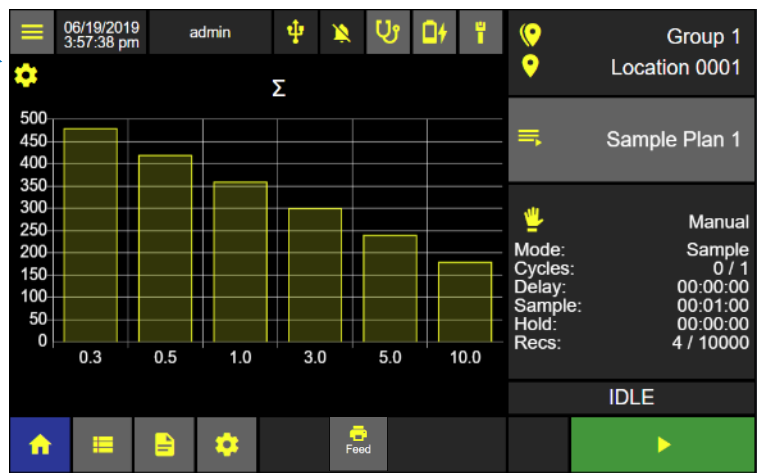 06/19/2019
3:57:38 pm
admin
Group 1
Location 0001
Σ
500
450
400
350
300
250
200
150
100
50
0
0.3 0.5 1.0 3.0 5.0 10.0
Sample Plan 1
Manual
Mode: Sample
Cycles: 0 / 1
Delay: 00:00:00
Sample: 00:01:00
Hold: 00:00:00
Recs: 4 / 10000
IDLE
Feed